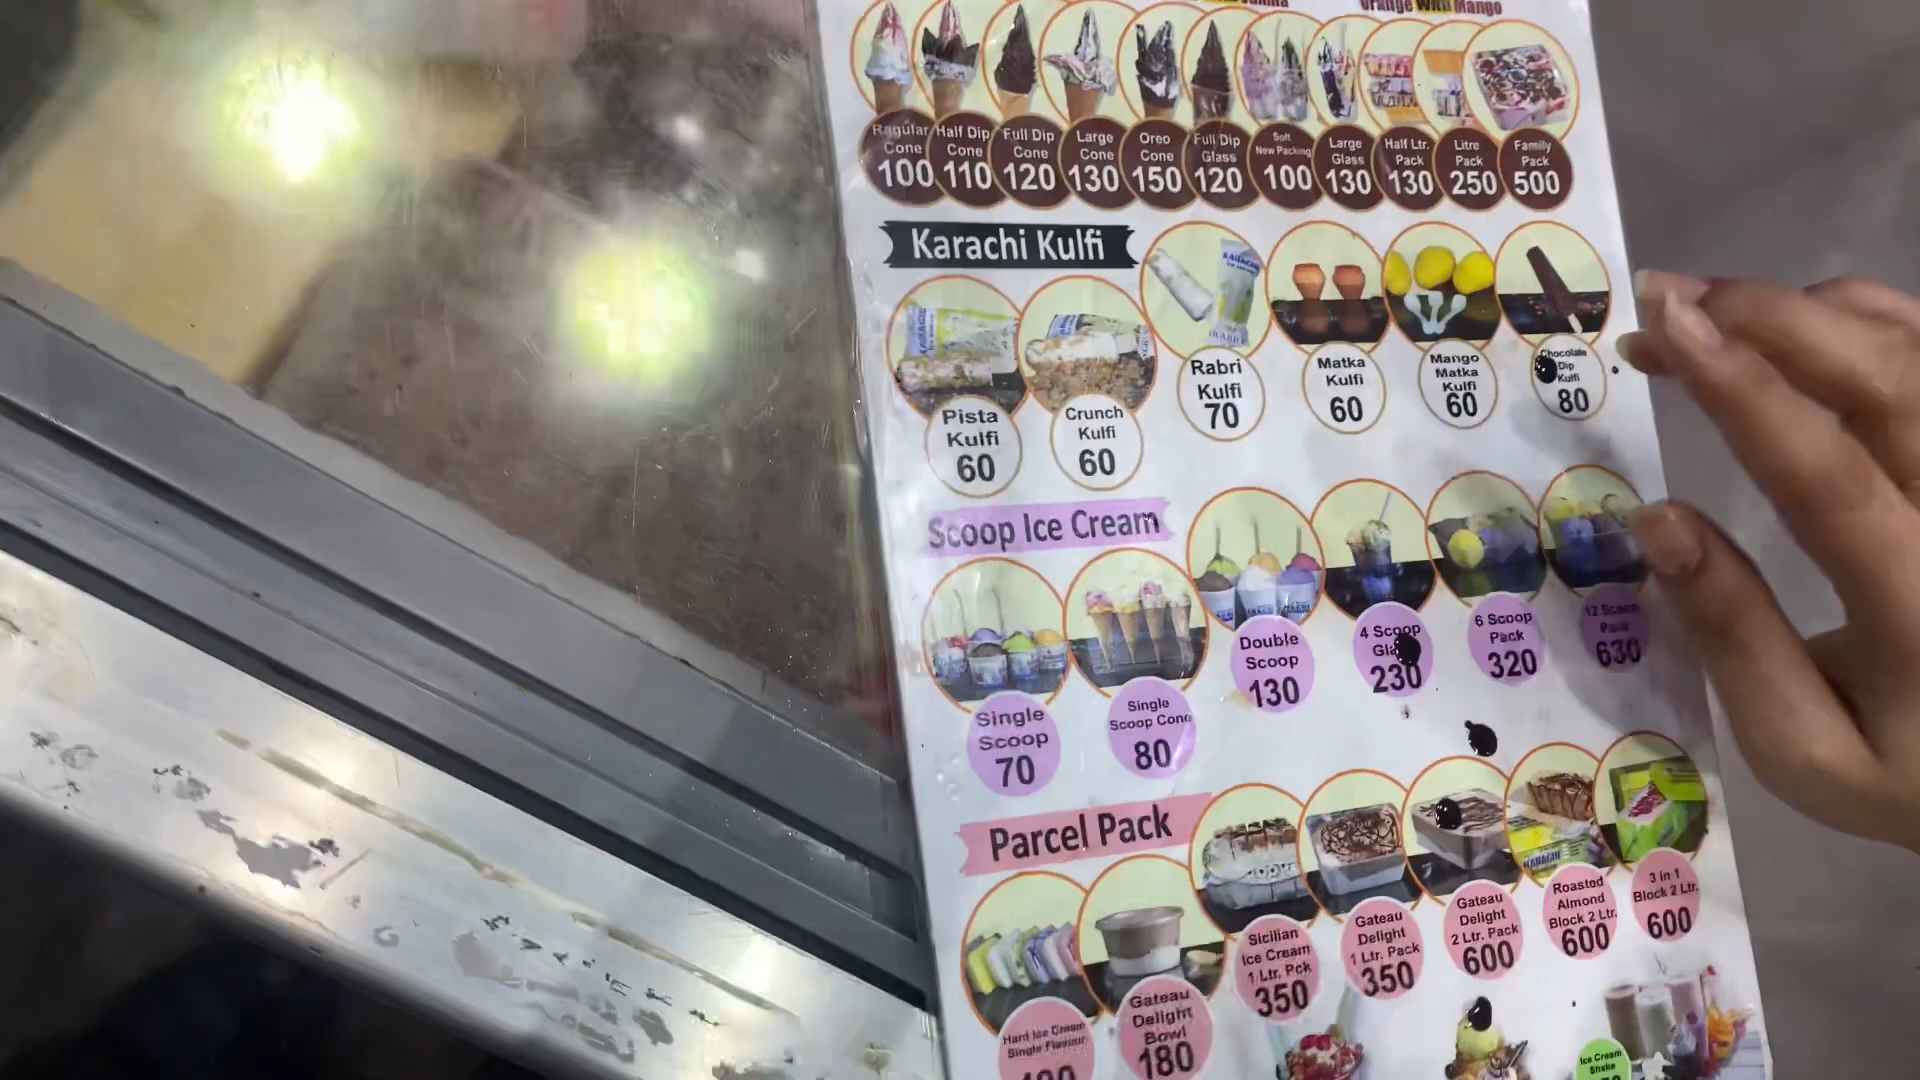 With Mango
Ragular
Cone
100
Half Dip
Cone
110
Full Dip
Cone
120
Large
Cone
130
Oreo
Cone
150
Full Dip
Glass
120
Soft
New Packing
100
Large
Glass
130
Half Ltr.
Pack
130
Litre
Pack
250
Family
Pack
500
Karachi Kulfi
Pista
Kulfi
60
Crunch
Kulfi
60
Rabri
Kulfi
70
Matka
Kulfi
60
Mango
Matka
Kulfi
60
Chocolate
Dip
Kulfi
80
Scoop Ice Cream
Single
Scoop
70
Single
Scoop Cone
80
Double
Scoop
130
4 Scoop
230
6 Scoop
Pack
320
12 Scoop
Pack
630
Parcel Pack
Hard Ice Cream
Single Flavour
Gateau
Delight
Bowl
180
Sicilian
Ice Cream
1 Ltr. Pck
350
Gateau
Delight
1 Ltr. Pack
350
Gateau
Delight
2 Ltr. Pack
600
Roasted
Almond
Block 2 Ltr.
600
3 in 1
Block 2 Ltr.
600
Ice Cream
Shake